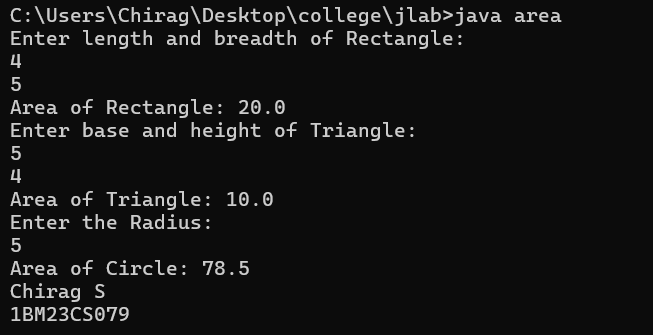 C:\Users\Chirag\Desktop\college\jlab>java area
Enter length and breadth of Rectangle:
4
5
Area of Rectangle: 20.0
Enter base and height of Triangle:
5
4
Area of Triangle: 10.0
Enter the Radius:
5
Area of Circle: 78.5
Chirag S
1BM23CS079